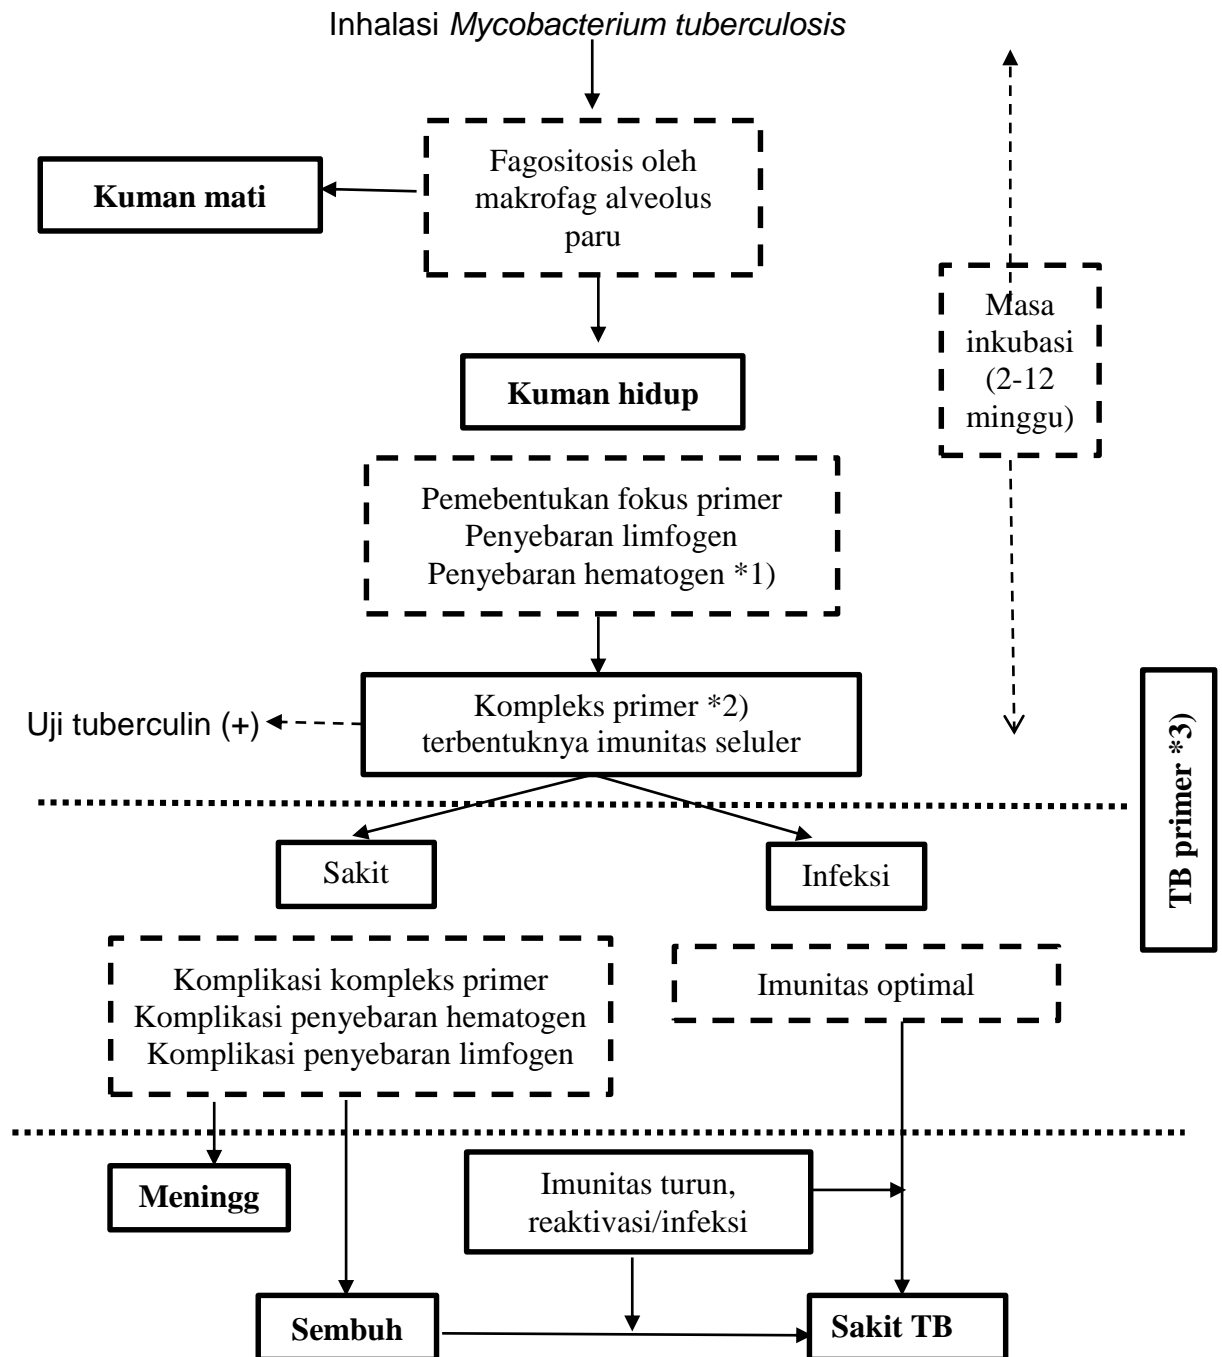 Inhalasi Mycobacterium tuberculosis
Fagositosis oleh
makrofag alveolus
paru
Kuman mati
Masa
inkubasi
(2-12
minggu)
Kuman hidup
Pemebentukan fokus primer
Penyebaran limfogen
Penyebaran hematogen *1)
Kompleks primer *2)
terbentuknya imunitas seluler
Uji tuberculin (+)
TB primer *3)
Sakit
Infeksi
Komplikasi kompleks primer
Komplikasi penyebaran hematogen
Komplikasi penyebaran limfogen
Imunitas optimal
Meningg
Imunitas turun,
reaktivasi/infeksi
Sembuh
Sakit TB